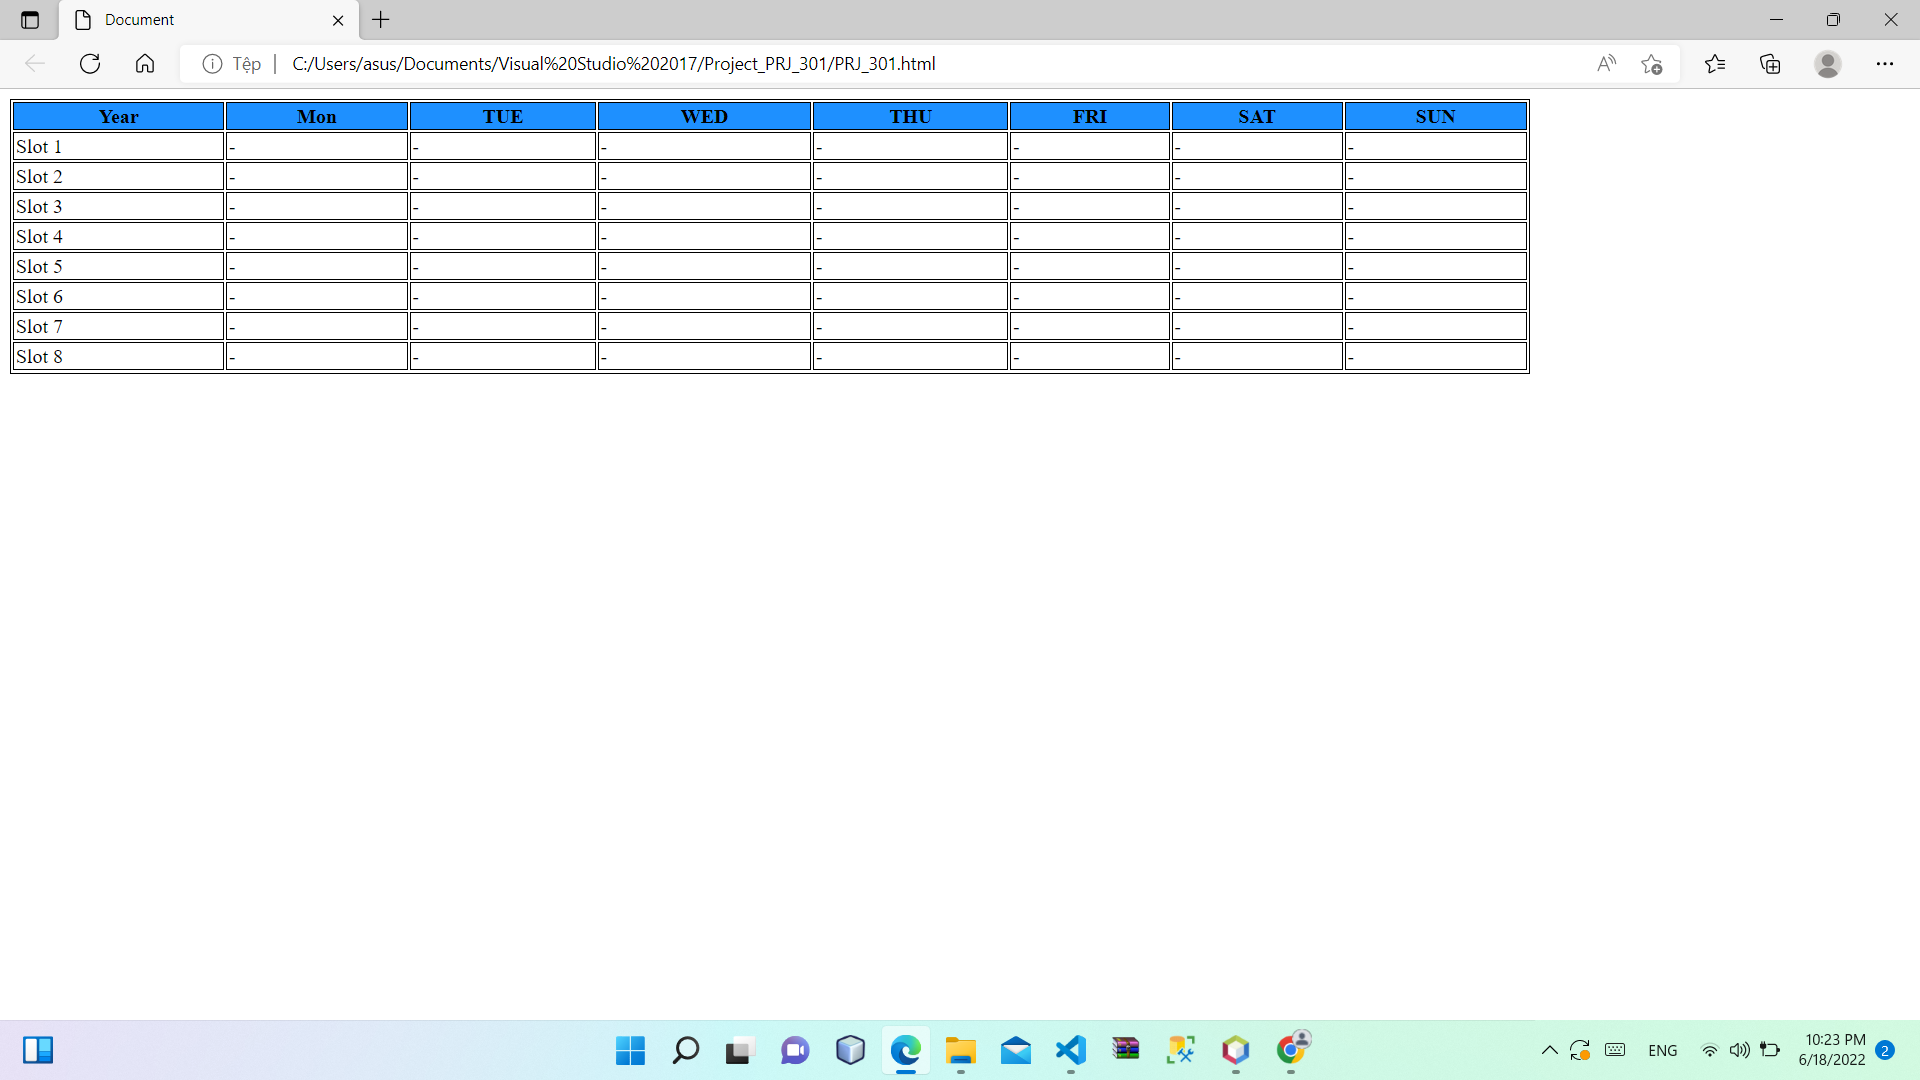 Document
Tệp C:/Users/asus/Documents/Visual%20Studio%202017/Project_PRJ_301/PRJ_301.html
Year Mon TUE WED THU FRI SAT SUN
Slot 1 - - - - - - -
Slot 2 - - - - - - -
Slot 3 - - - - - - -
Slot 4 - - - - - - -
Slot 5 - - - - - - -
Slot 6 - - - - - - -
Slot 7 - - - - - - -
Slot 8 - - - - - - -
ENG
10:23 PM
6/18/2022
2